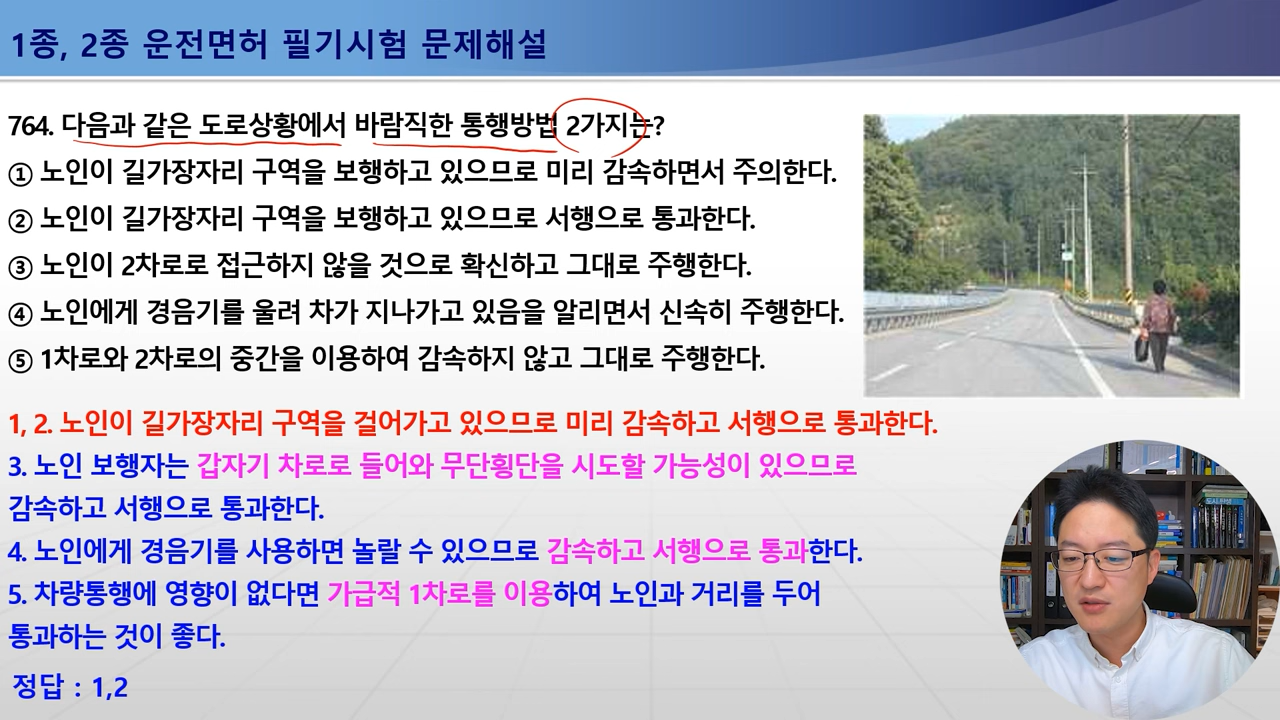 1종, 2종 운전면허 필기시험 문제해설
764. 다음과 같은 도로상황에서 바람직한 통행방법 2가지는?
① 노인이 길가장자리 구역을 보행하고 있으므로 미리 감속하면서 주의한다.
② 노인이 길가장자리 구역을 보행하고 있으므로 서행으로 통과한다.
③ 노인이 2차로로 접근하지 않을 것으로 확신하고 그대로 주행한다.
④ 노인에게 경음기를 울려 차가 지나가고 있음을 알리면서 신속히 주행한다.
⑤ 1차로와 2차로의 중간을 이용하여 감속하지 않고 그대로 주행한다.
1, 2. 노인이 길가장자리 구역을 걸어가고 있으므로 미리 감속하고 서행으로 통과한다.
3. 노인 보행자는 갑자기 차로로 들어와 무단횡단을 시도할 가능성이 있으므로
감속하고 서행으로 통과한다.
4. 노인에게 경음기를 사용하면 놀랄 수 있으므로 감속하고 서행으로 통과한다.
5. 차량통행에 영향이 없다면 가급적 1차로를 이용하여 노인과 거리를 두어
통과하는 것이 좋다.
정답 : 1,2